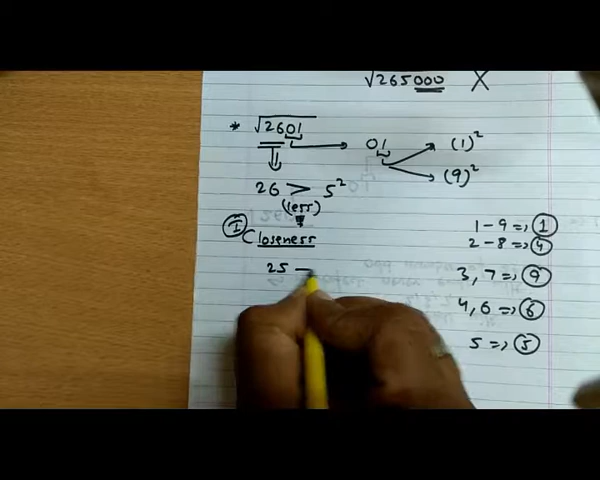 √265000 X
* √2601 → 01 → (1)²
(9)²
26 > 5²
(less)
I Closeness
25 —
1-9 => 1
2-8 => 4
3, 7 => 9
4, 6 => 6
5 => 5